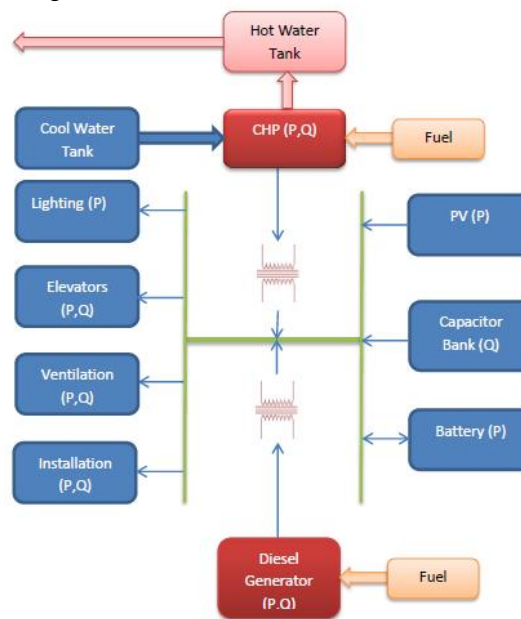 Hot Water
Tank
Cool Water
Tank
CHP (P,Q)
Fuel
Lighting (P)
PV (P)
Elevators
(P,Q)
Capacitor
Bank (Q)
Ventilation
(P,Q)
Battery (P)
Installation
(P,Q)
Diesel
Generator
(P,Q)
Fuel